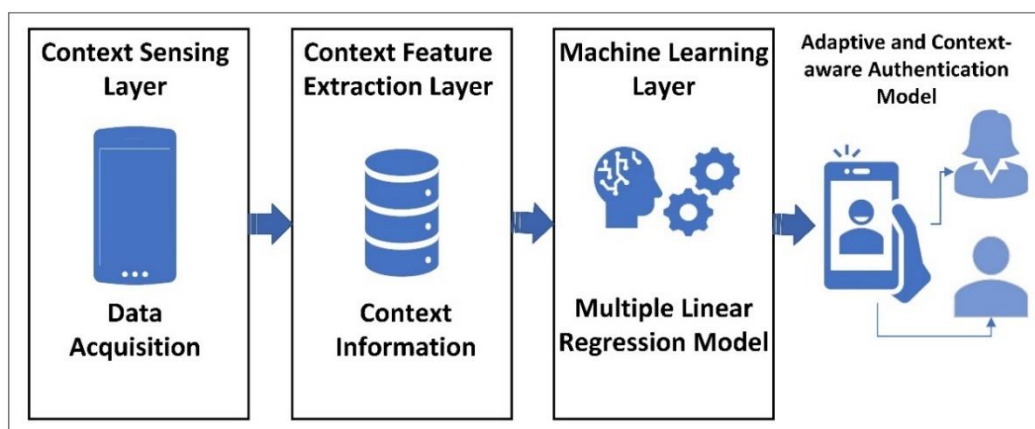 Context Sensing
Layer
Data
Acquisition
Context Feature
Extraction Layer
Context
Information
Machine Learning
Layer
Multiple Linear
Regression Model
Adaptive and Context-
aware Authentication
Model